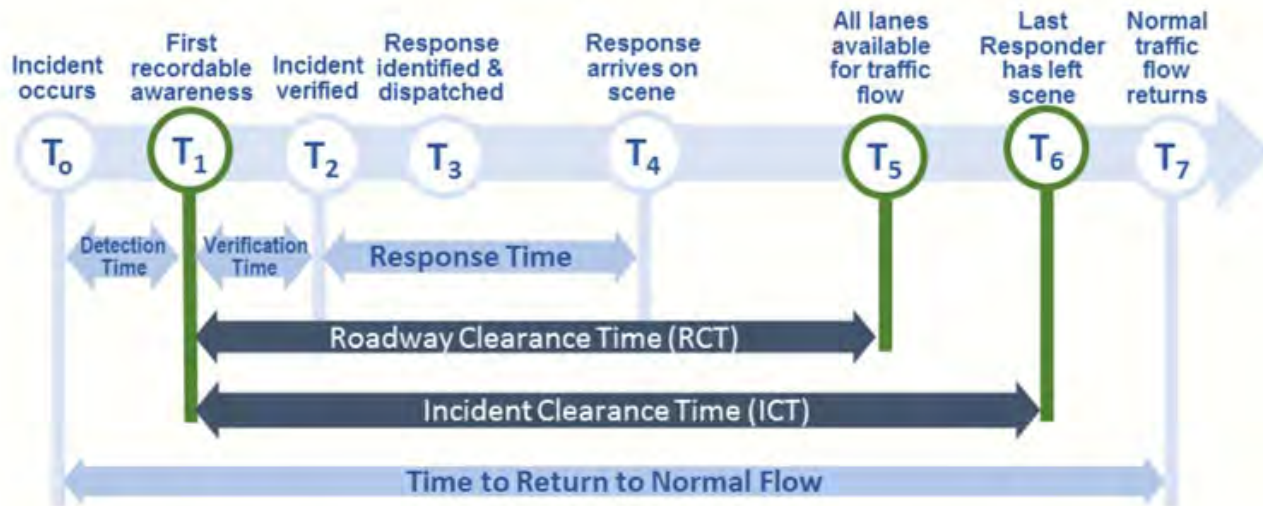 Incident
occurs
First
recordable
awareness
Incident
verified
Response
identified &
dispatched
Response
arrives on
scene
All lanes
available
for traffic
flow
Last
Responder
has left
scene
Normal
traffic
flow
returns
To
T1
T2
T3
T4
T5
T6
T7
Detection
Time
Verification
Time
Response Time
Roadway Clearance Time (RCT)
Incident Clearance Time (ICT)
Time to Return to Normal Flow